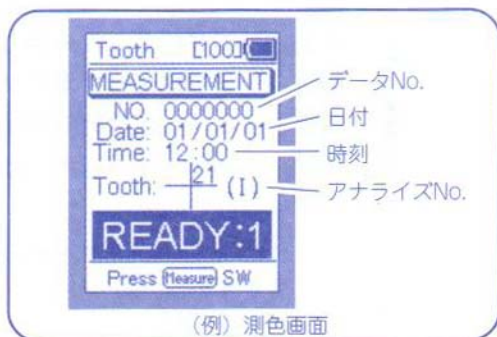 Tooth [100]
MEASUREMENT
NO. 0000000 データNo.
Date: 01/01/01 日付
Time: 12:00 時刻
Tooth: 21 (I) アナライズNo.
READY:1
Press Measure SW
(例) 測色画面